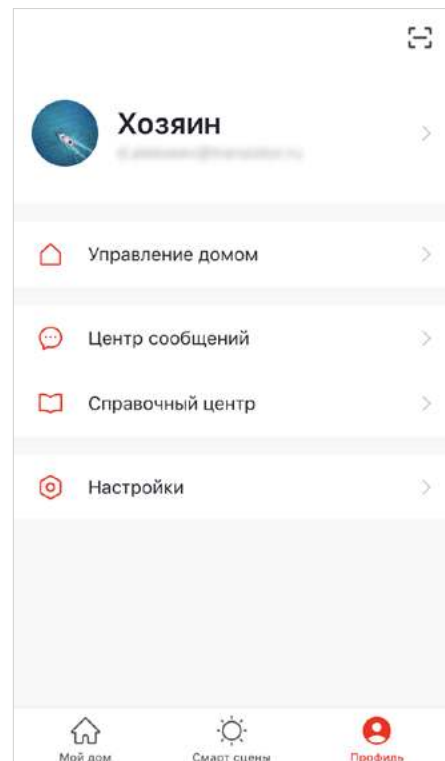 Хозяин
Управление домом
Центр сообщений
Справочный центр
Настройки
Мой дом
Смарт сцены
Профиль